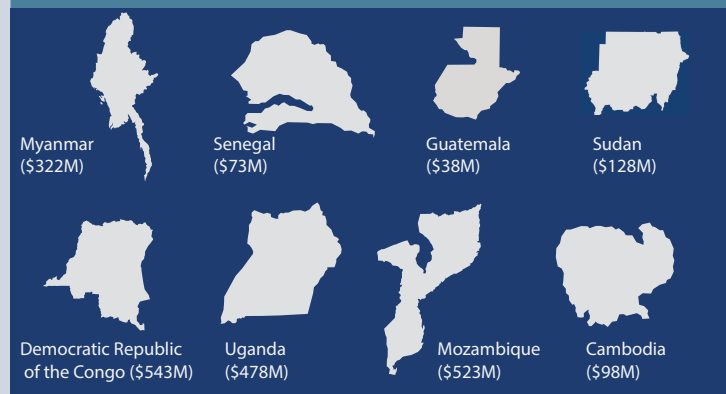 Myanmar
($322M)
Senegal
($73M)
Guatemala
($38M)
Sudan
($128M)
Democratic Republic
of the Congo ($543M)
Uganda
($478M)
Mozambique
($523M)
Cambodia
($98M)